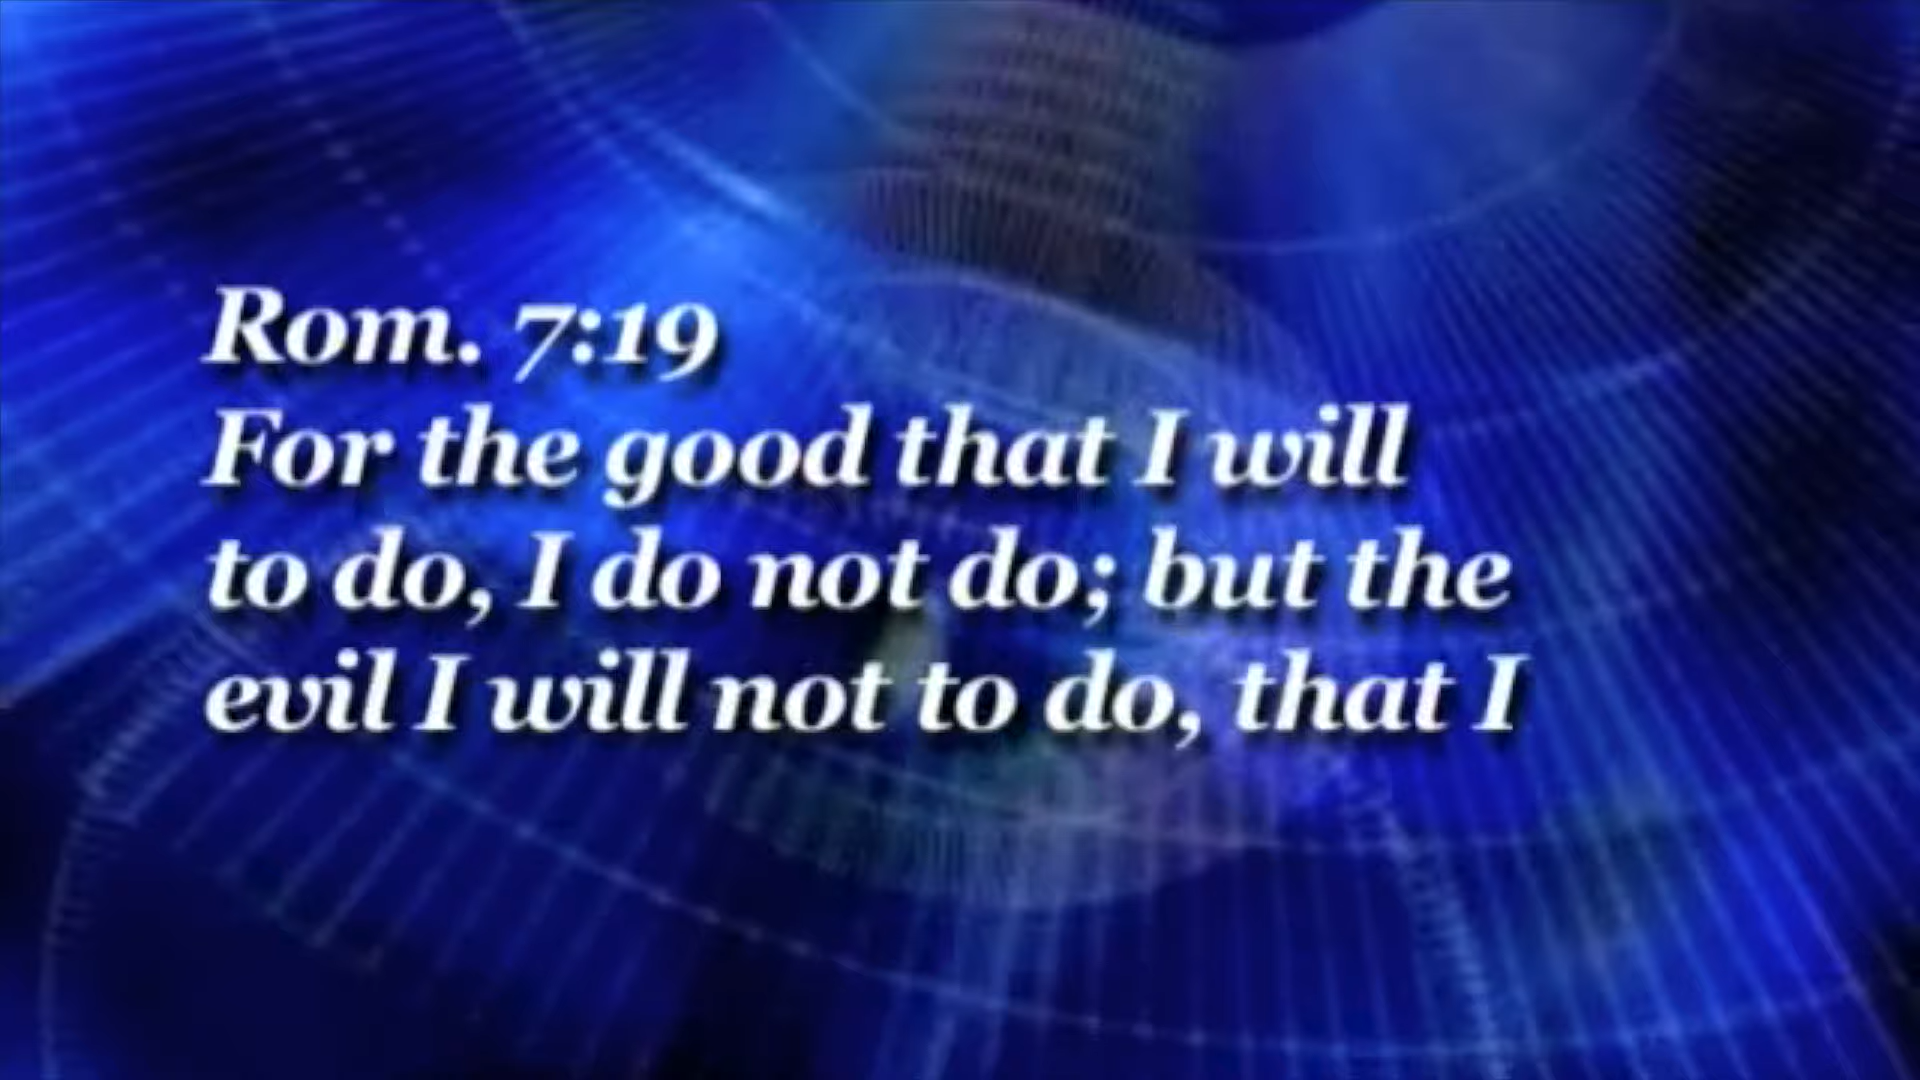 Rom. 7:19
For the good that I will
to do, I do not do; but the
evil I will not to do, that I